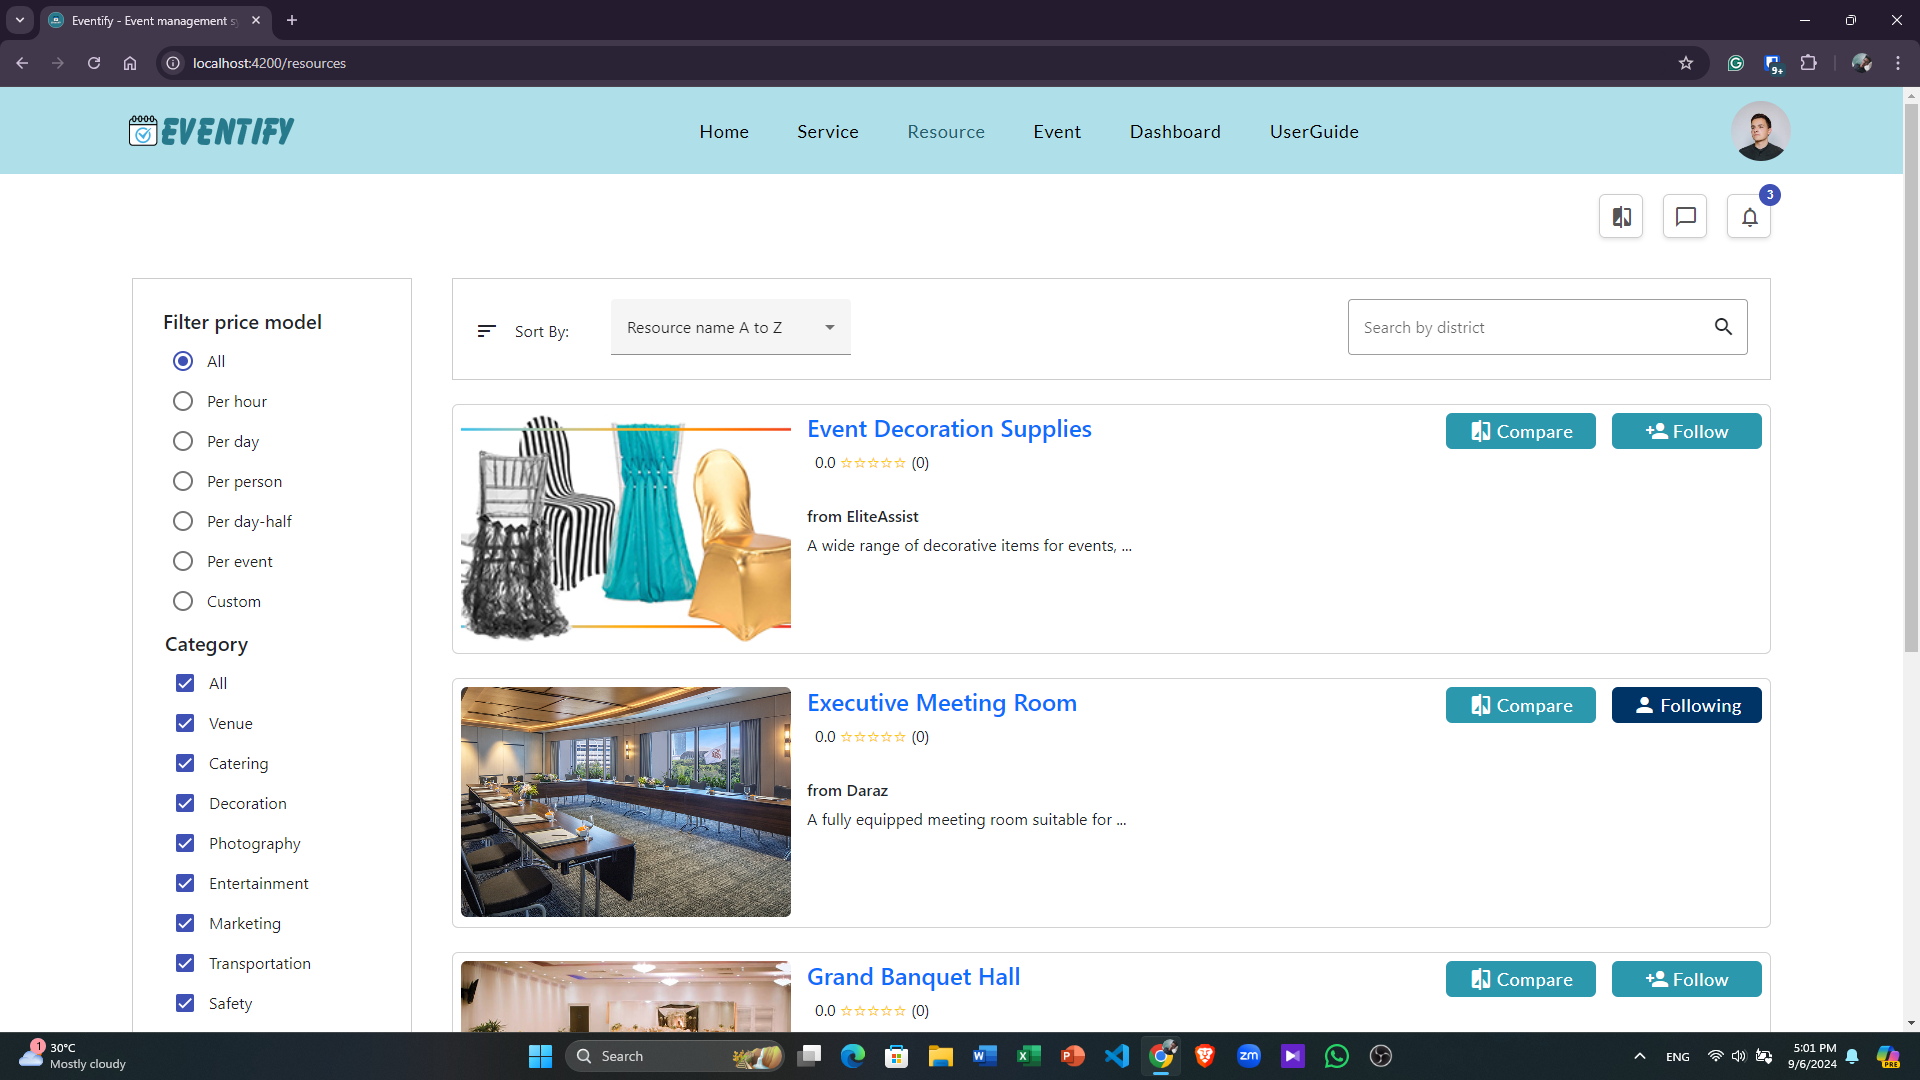 Eventify - Event management s
localhost:4200/resources
9+
EVENTIFY
Home
Service
Resource
Event
Dashboard
UserGuide
3
Filter price model
All
Per hour
Per day
Per person
Per day-half
Per event
Custom
Category
All
Venue
Catering
Decoration
Photography
Entertainment
Marketing
Transportation
Safety
Sort By:
Resource name A to Z
Search by district
Event Decoration Supplies
Compare
Follow
0.0 ☆☆☆☆☆ (0)
from EliteAssist
A wide range of decorative items for events, ...
Executive Meeting Room
Compare
Following
0.0 ☆☆☆☆☆ (0)
from Daraz
A fully equipped meeting room suitable for ...
Grand Banquet Hall
Compare
Follow
0.0 ☆☆☆☆☆ (0)
1
30°C
Mostly cloudy
Search
zm
ENG
5:01 PM
9/6/2024
PRE